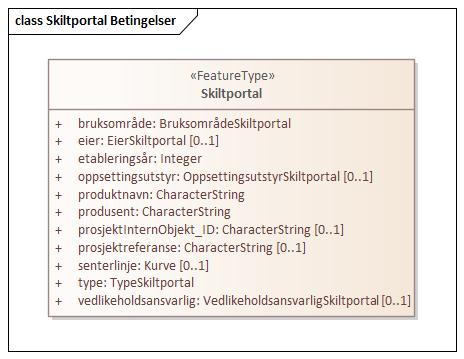 class Skiltportal Betingelser
«FeatureType»
Skiltportal
+ bruksområde: BruksområdeSkiltportal
+ eier: EierSkiltportal [0..1]
+ etableringsår: Integer
+ oppsettingsutstyr: OppsettingsutstyrSkiltportal [0..1]
+ produktnavn: CharacterString
+ produsent: CharacterString
+ prosjektInternObjekt_ID: CharacterString [0..1]
+ prosjektreferanse: CharacterString [0..1]
+ senterlinje: Kurve [0..1]
+ type: TypeSkiltportal
+ vedlikeholdsansvarlig: VedlikeholdsansvarligSkiltportal [0..1]